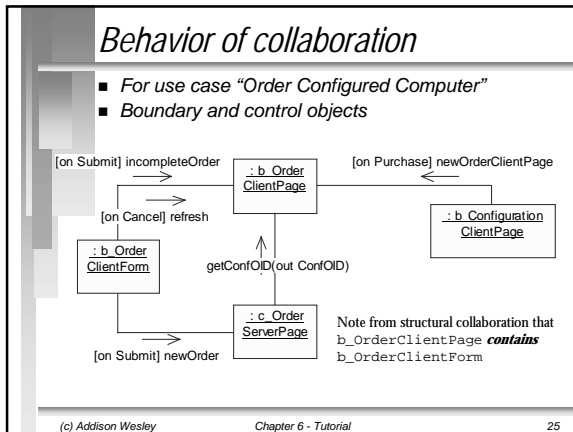 Behavior of collaboration
■ For use case “Order Configured Computer”
■ Boundary and control objects
[on Submit] incompleteOrder
: b_Order
ClientPage
[on Purchase] newOrderClientPage
[on Cancel] refresh
: b_Configuration
ClientPage
: b_Order
ClientForm
getConfOID(out ConfOID)
: c_Order
ServerPage
[on Submit] newOrder
Note from structural collaboration that
b_OrderClientPage contains
b_OrderClientForm
(c) Addison Wesley Chapter 6 - Tutorial 25